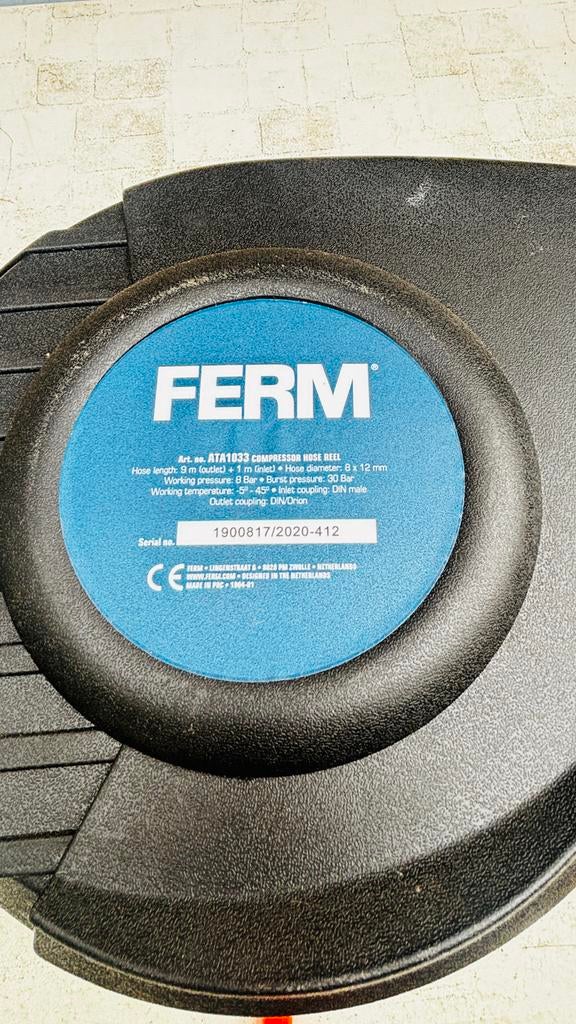 FERM®
Art. no. ATA1033 COMPRESSOR HOSE REEL
Hose length: 9 m (outlet) + 1 m (inlet) • Hose diameter: 8 x 12 mm
Working pressure: 8 Bar • Burst pressure: 30 Bar
Working temperature: -5º - 45º • Inlet coupling: DIN male
Outlet coupling: DIN/Orion
Serial no. 1900817/2020-412
CE FERM • LINGENSTRAAT 6 • 8028 PM ZWOLLE • NETHERLANDS
WWW.FERM.COM • DESIGNED IN THE NETHERLANDS
MADE IN PRC • 1904-01